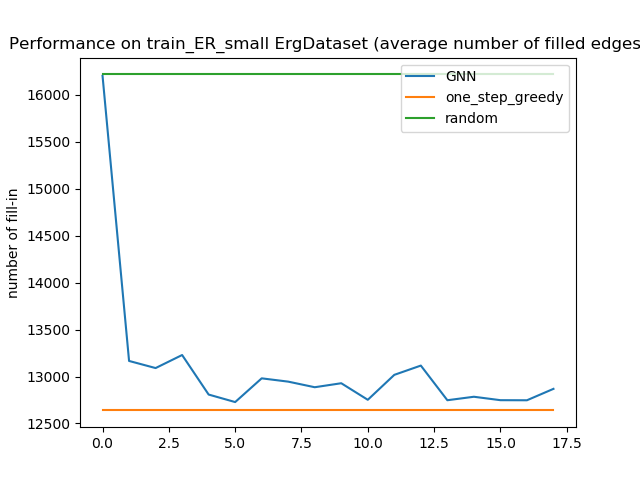 Performance on train_ER_small ErgDataset (average number of filled edges
GNN
one_step_greedy
random
number of fill-in
16000
15500
15000
14500
14000
13500
13000
12500
0.0 2.5 5.0 7.5 10.0 12.5 15.0 17.5